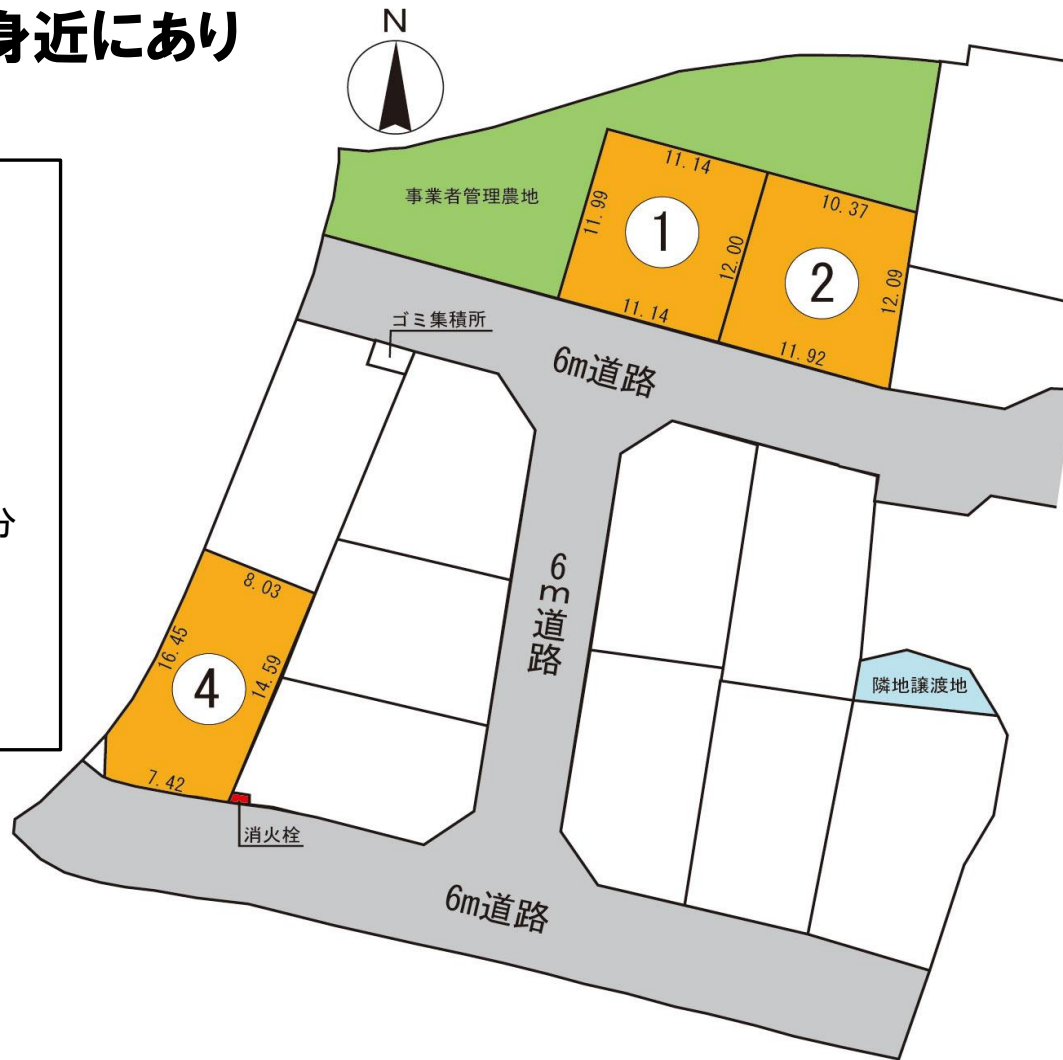 身近にあり
N
分
事業者管理農地
11.14
11.99
1
12.00
11.14
10.37
2
12.09
11.92
ゴミ集積所
6m道路
6m道路
8.03
16.45
4
14.59
7.42
消火栓
隣地譲渡地
6m道路